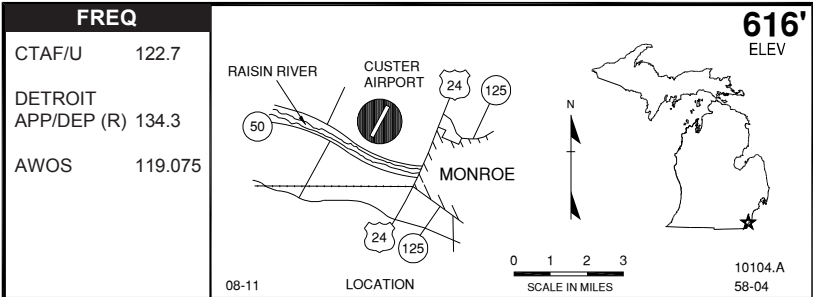 FREQ
CTAF/U 122.7
DETROIT
APP/DEP (R) 134.3
AWOS 119.075
616'
ELEV
RAISIN RIVER
CUSTER
AIRPORT
24
125
50
N
MONROE
24
125
0 1 2 3
SCALE IN MILES
08-11
LOCATION
10104.A
58-04